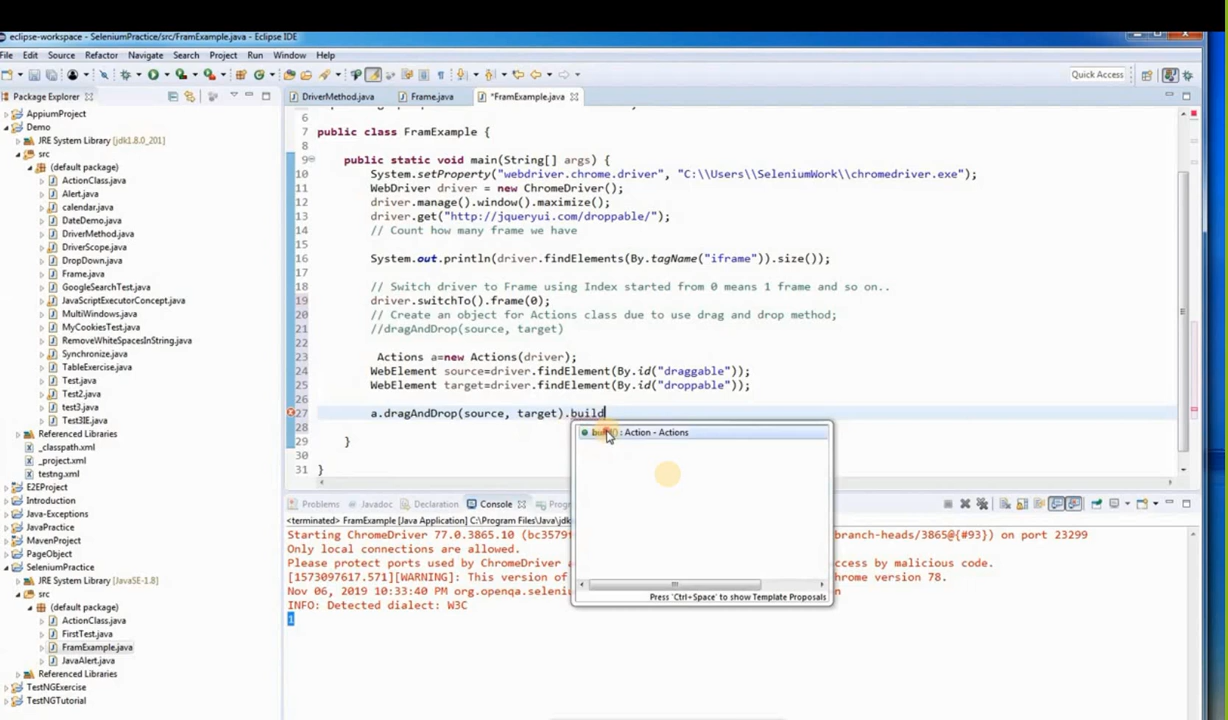 eclipse-workspace - SeleniumPractice/src/FramExample.java - Eclipse IDE
File Edit Source Refactor Navigate Search Project Run Window Help
Quick Access
Package Explorer
DriverMethod.java Frame.java *FramExample.java
AppiumProject
Demo
JRE System Library [jdk1.8.0_201]
src
(default package)
ActionClass.java
Alert.java
calendar.java
DateDemo.java
DriverMethod.java
DriverScope.java
DropDown.java
Frame.java
GoogleSearchTest.java
JavaScriptExecutorConcept.java
MultiWindows.java
MyCookiesTest.java
RemoveWhiteSpacesInString.java
Synchronize.java
TableExercise.java
Test.java
Test2.java
test3.java
Test3IE.java
Referenced Libraries
_classpath.xml
_project.xml
testng.xml
E2EProject
Introduction
Java-Exceptions
JavaPractice
MavenProject
PageObject
SeleniumPractice
JRE System Library [JavaSE-1.8]
src
(default package)
ActionClass.java
FirstTest.java
FramExample.java
JavaAlert.java
Referenced Libraries
TestNGExercise
TestNGTutorial
6
7 public class FramExample {
8
9 public static void main(String[] args) {
10 System.setProperty("webdriver.chrome.driver", "C:\\Users\\SeleniumWork\\chromedriver.exe");
11 WebDriver driver = new ChromeDriver();
12 driver.manage().window().maximize();
13 driver.get("http://jqueryui.com/droppable/");
14 // Count how many frame we have
15
16 System.out.println(driver.findElements(By.tagName("iframe")).size());
17
18 // Switch driver to Frame using Index started from 0 means 1 frame and so on..
19 driver.switchTo().frame(0);
20 // Create an object for Actions class due to use drag and drop method;
21 //dragAndDrop(source, target)
22
23 Actions a=new Actions(driver);
24 WebElement source=driver.findElement(By.id("draggable"));
25 WebElement target=driver.findElement(By.id("droppable"));
26
27 a.dragAndDrop(source, target).build
28
29 }
30
31 }
build() : Action - Actions
Press 'Ctrl+Space' to show Template Proposals
Problems Javadoc Declaration Console
<terminated> FramExample [Java Application] C:\Program Files\Java\jdk
Starting ChromeDriver 77.0.3865.10 (bc3579 ranch-heads/3865@{#93}) on port 23299
Only local connections are allowed.
Please protect ports used by ChromeDriver ccess by malicious code.
[1573097617.571][WARNING]: This version of hrome version 78.
Nov 06, 2019 10:33:40 PM org.openqa.seleniu n
INFO: Detected dialect: W3C
1